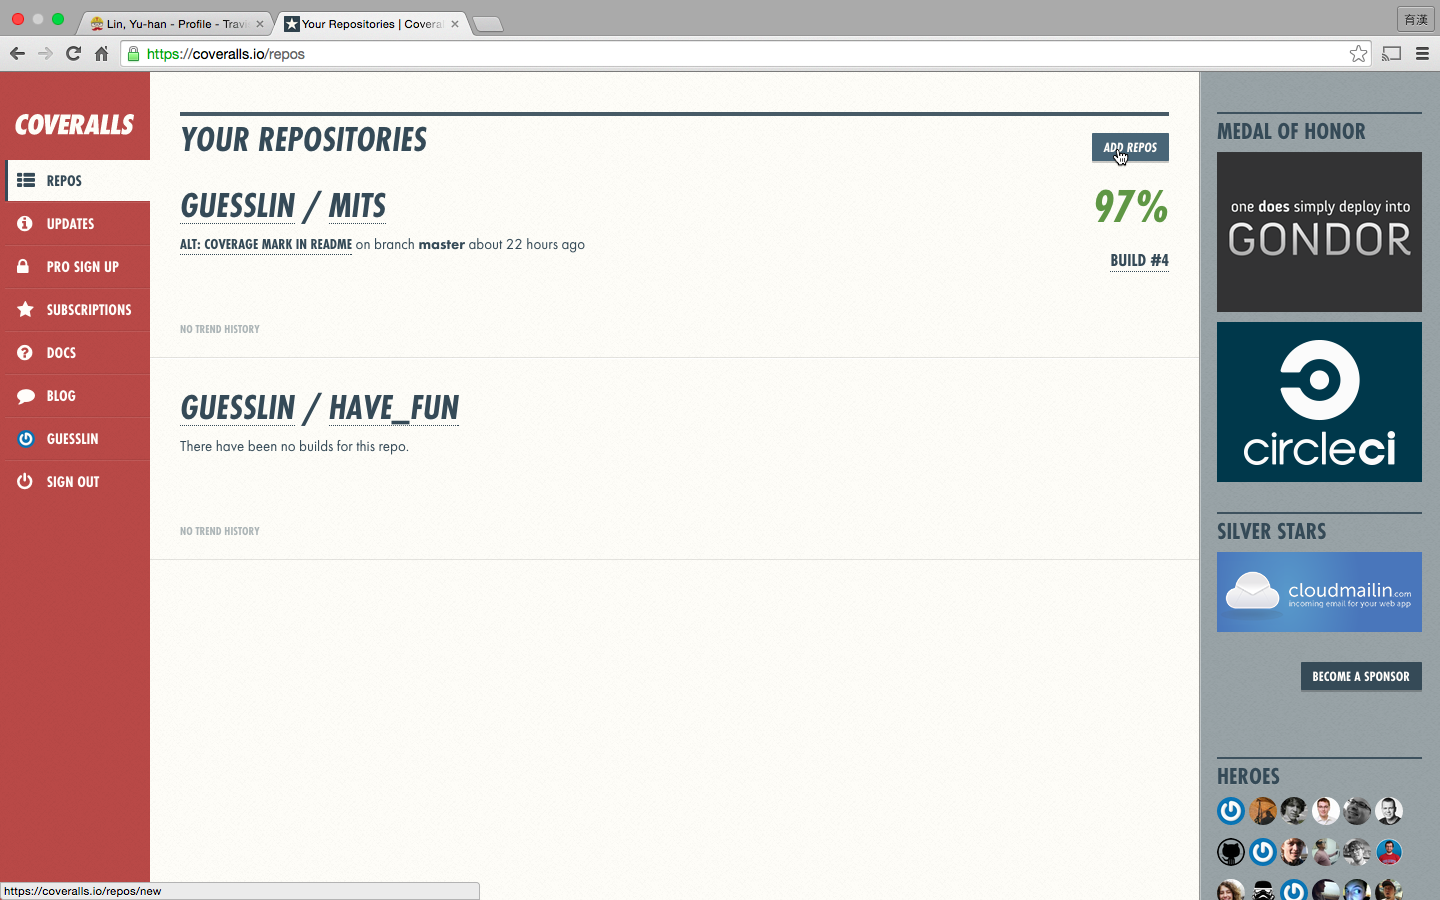 Lin, Yu-han - Profile - Travi
Your Repositories | Covera
育漢
https://coveralls.io/repos
COVERALLS
REPOS
UPDATES
PRO SIGN UP
SUBSCRIPTIONS
DOCS
BLOG
GUESSLIN
SIGN OUT
YOUR REPOSITORIES
ADD REPOS
GUESSLIN / MITS
97%
ALT: COVERAGE MARK IN README on branch master about 22 hours ago
BUILD #4
NO TREND HISTORY
GUESSLIN / HAVE_FUN
There have been no builds for this repo.
NO TREND HISTORY
MEDAL OF HONOR
one does simply deploy into
GONDOR
circleci
SILVER STARS
cloudmailin.com
incoming email for your web app
BECOME A SPONSOR
HEROES
https://coveralls.io/repos/new